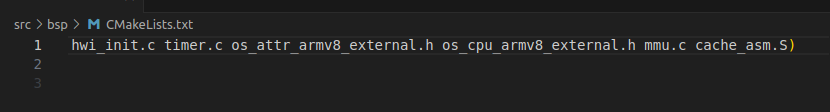 src > bsp > CMakeLists.txt
1 hwi_init.c timer.c os_attr_armv8_external.h os_cpu_armv8_external.h mmu.c cache_asm.S)
2
3